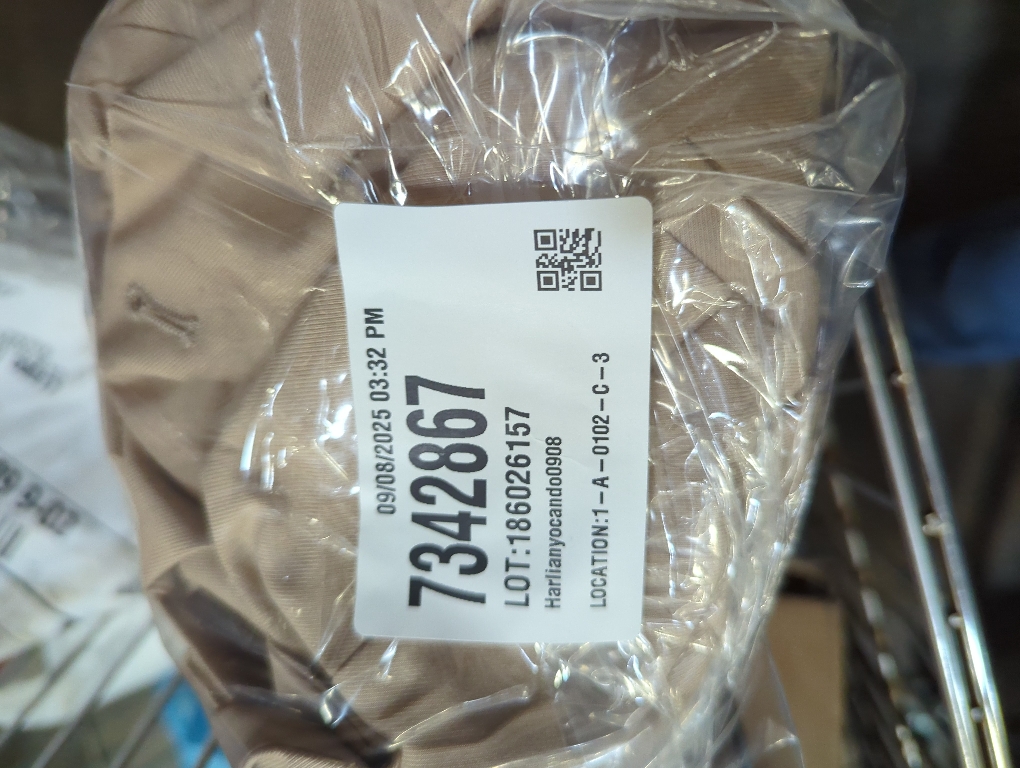 09/08/2025 03:32 PM
7342867
LOT:186026157
Harlianyocando0908
LOCATION:1-A-0102-C-3